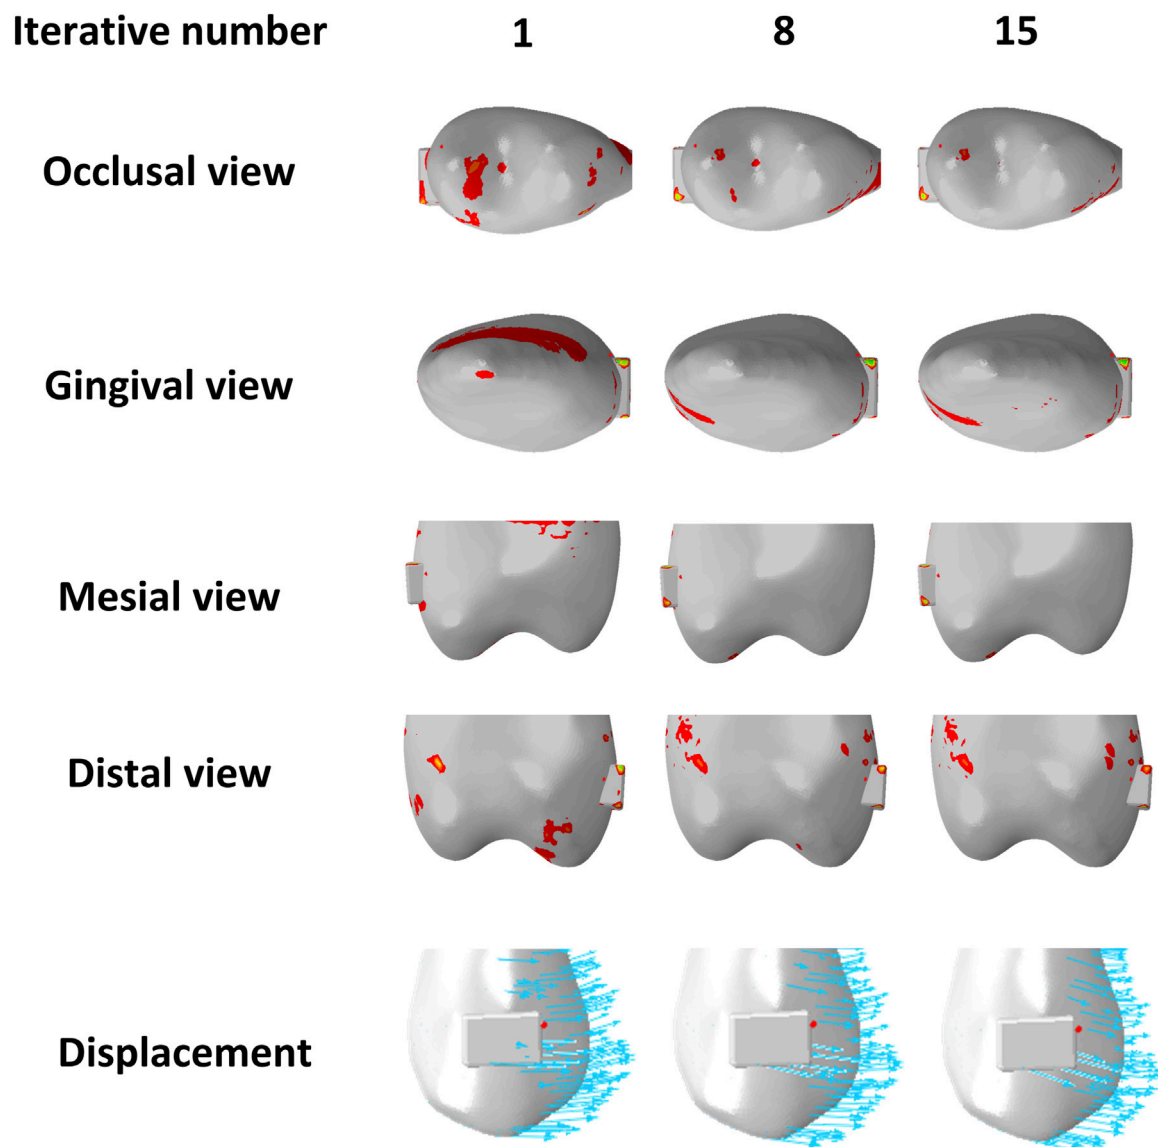 Iterative number 1 8 15
Occlusal view
Gingival view
Mesial view
Distal view
Displacement